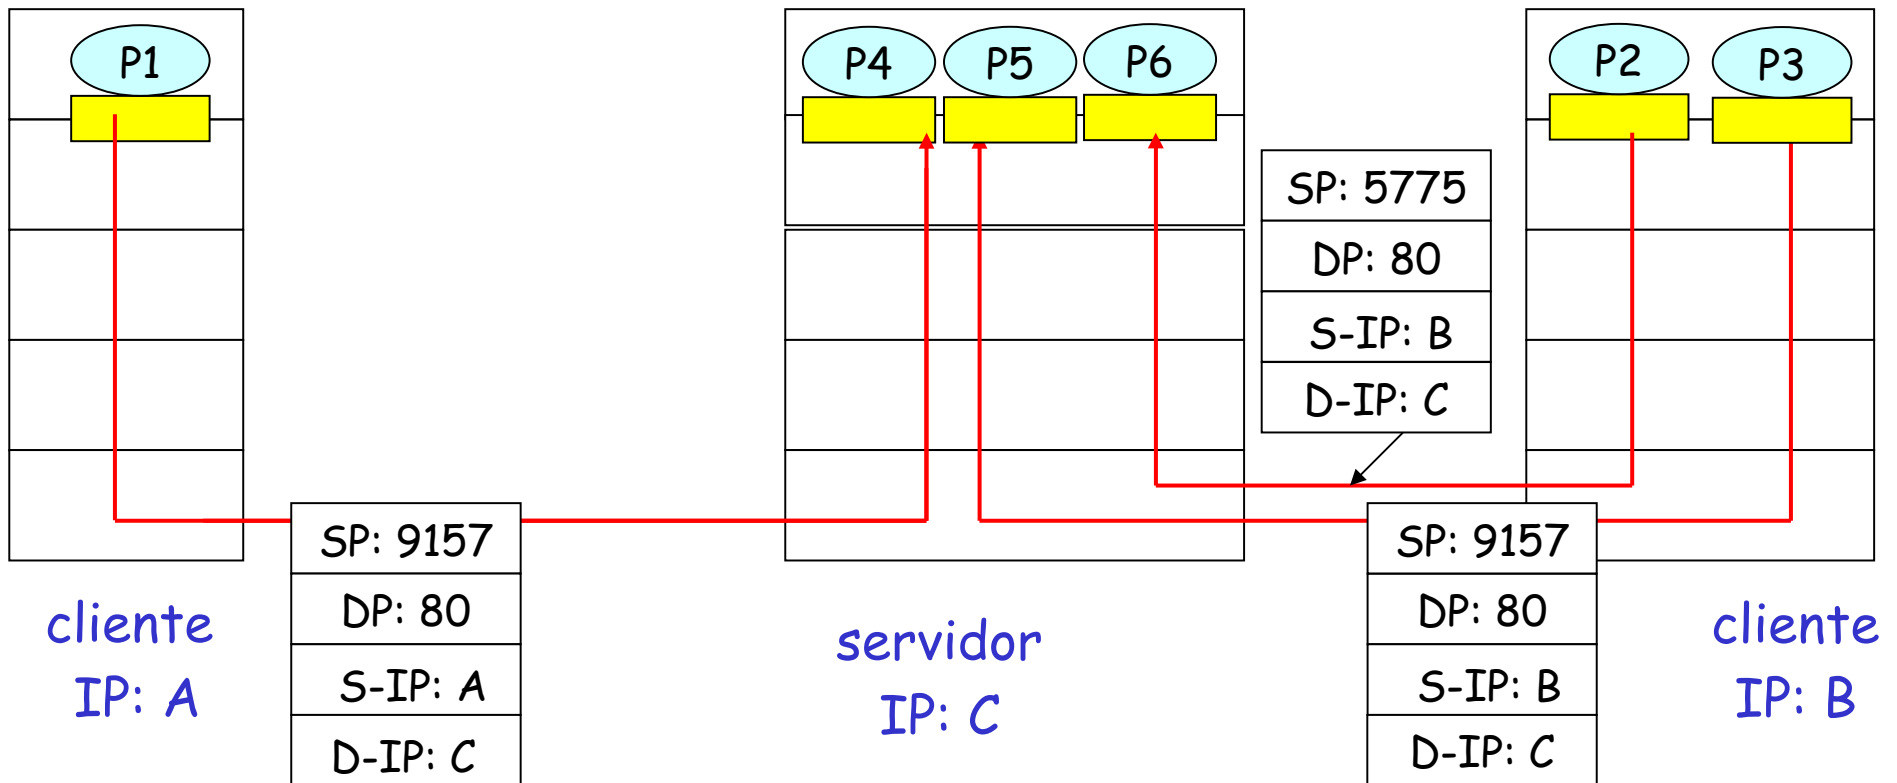 P1
P4
P5
P6
P2
P3
SP: 5775
DP: 80
S-IP: B
D-IP: C
SP: 9157
DP: 80
S-IP: A
D-IP: C
SP: 9157
DP: 80
S-IP: B
D-IP: C
cliente
IP: A
servidor
IP: C
cliente
IP: B